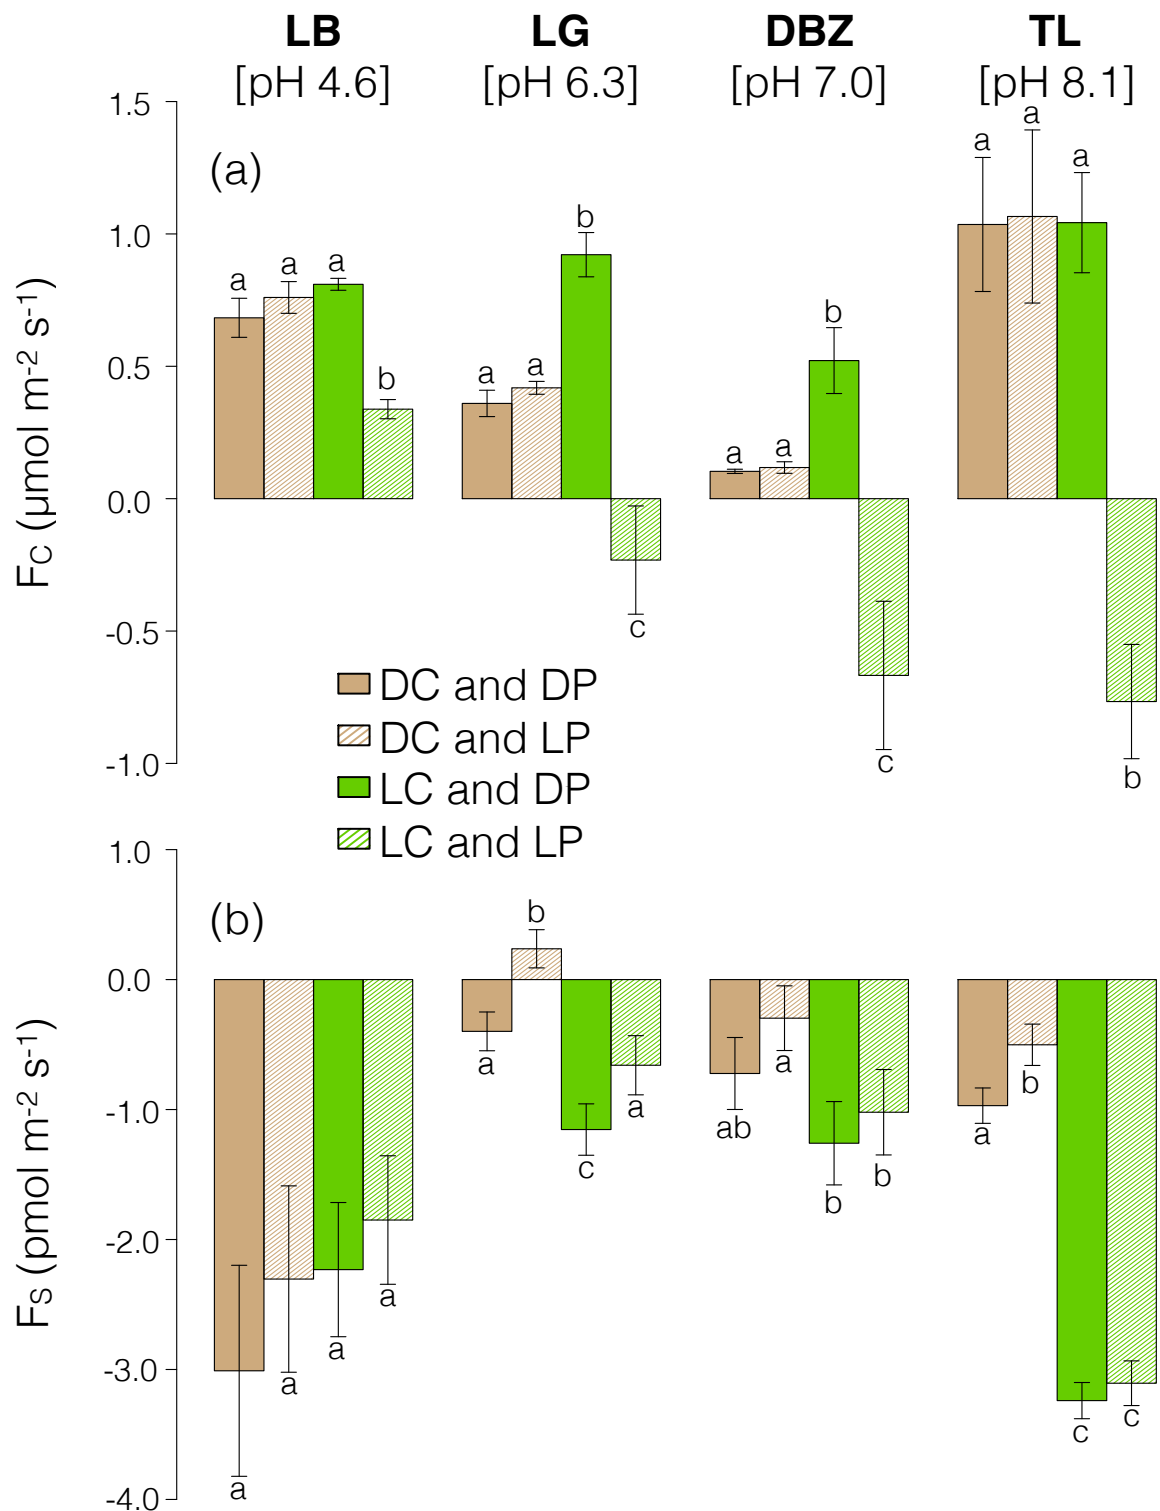 LB LG DBZ TL
[pH 4.6] [pH 6.3] [pH 7.0] [pH 8.1]
(a)
FC (µmol m-2 s-1)
1.5
1.0
0.5
0.0
-0.5
-1.0
a a a b
a a b c
a a b c
a a a b
DC and DP
DC and LP
LC and DP
LC and LP
(b)
FS (pmol m-2 s-1)
1.0
0.0
-1.0
-2.0
-3.0
-4.0
a a a a
a b c a
ab a b b
a b c c